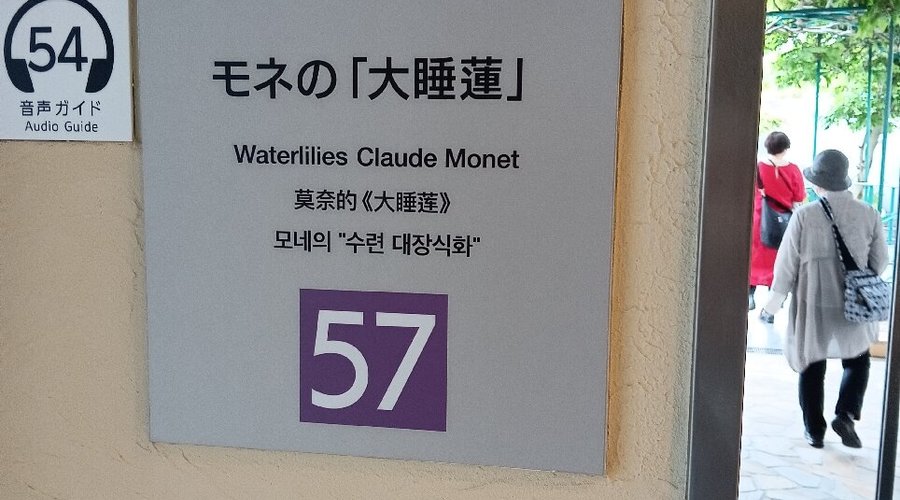 54
音声ガイド
Audio Guide
モネの「大睡蓮」
Waterlilies Claude Monet
莫奈的《大睡莲》
모네의 "수련 대장식화"
57